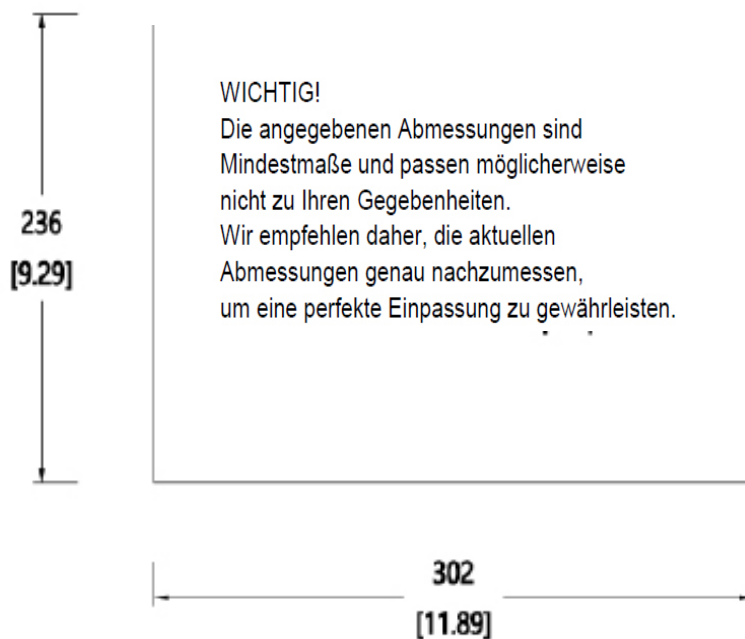 WICHTIG!
Die angegebenen Abmessungen sind
Mindestmaße und passen möglicherweise
nicht zu Ihren Gegebenheiten.
Wir empfehlen daher, die aktuellen
Abmessungen genau nachzumessen,
um eine perfekte Einpassung zu gewährleisten.
236
[9.29]
302
[11.89]